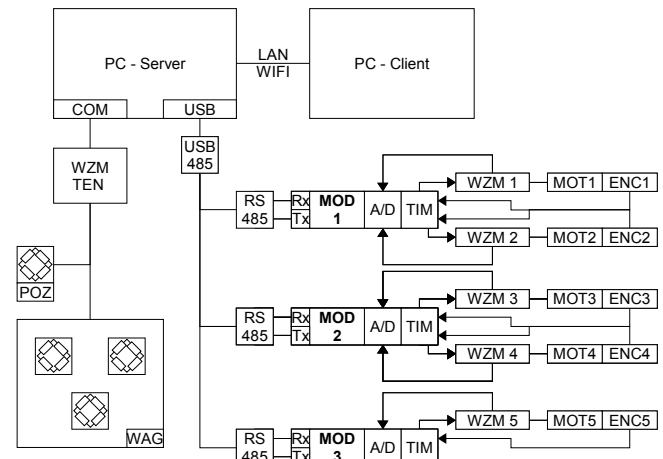 PC - Server
LAN
WIFI
PC - Client
COM
USB
WZM
TEN
USB
485
POZ
WAG
RS
485
Rx
Tx
MOD
1
A/D
TIM
WZM 1
MOT1
ENC1
WZM 2
MOT2
ENC2
RS
485
Rx
Tx
MOD
2
A/D
TIM
WZM 3
MOT3
ENC3
WZM 4
MOT4
ENC4
RS
485
Rx
Tx
MOD
3
A/D
TIM
WZM 5
MOT5
ENC5